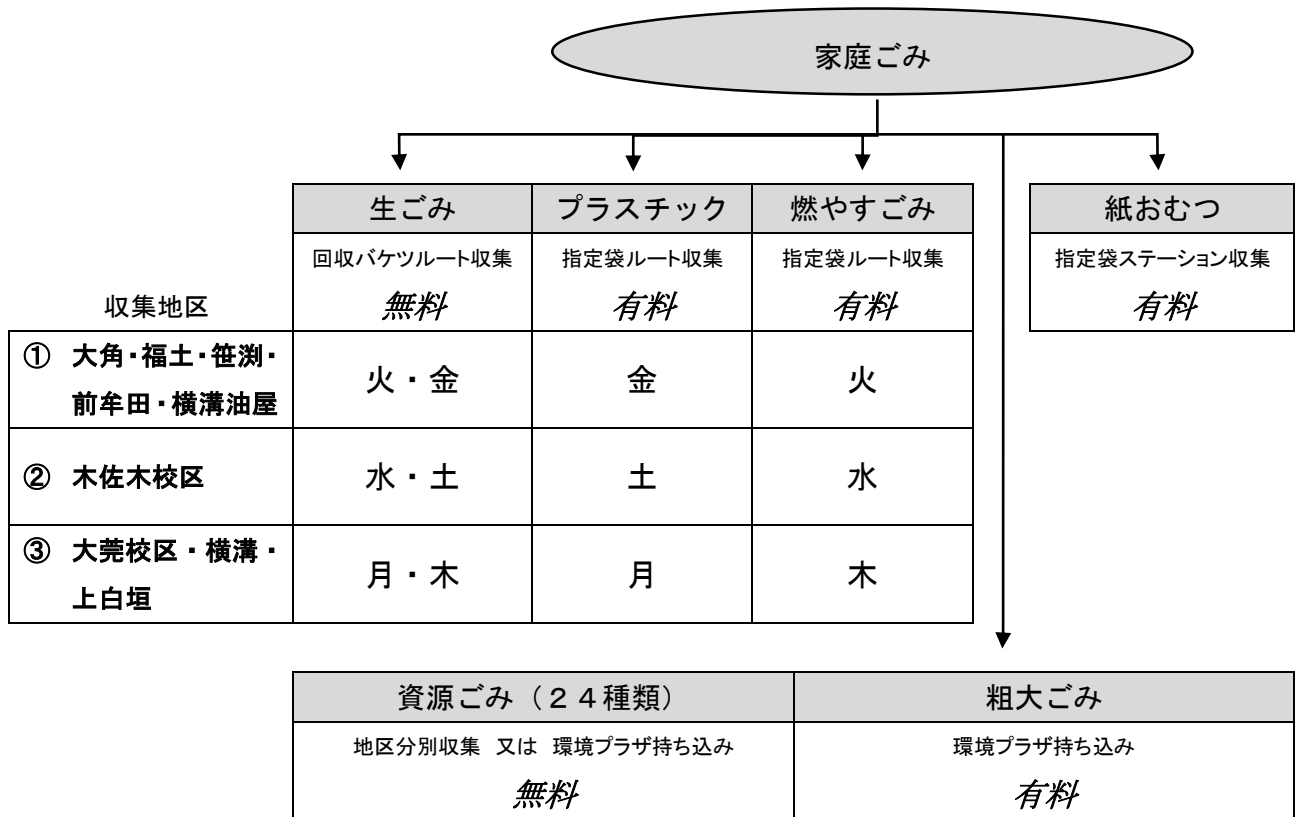 家庭ごみ
生ごみ プラスチック 燃やすごみ 紙おむつ
回収バケツルート収集 指定袋ルート収集 指定袋ルート収集 指定袋ステーション収集
収集地区 無料 有料 有料 有料
① 大角・福土・笹渕・
前牟田・横溝油屋
火・金 金 火
② 木佐木校区 水・土 土 水
③ 大莞校区・横溝・
上白垣
月・木 月 木
資源ごみ（２４種類） 粗大ごみ
地区分別収集 又は 環境プラザ持ち込み 環境プラザ持ち込み
無料 有料